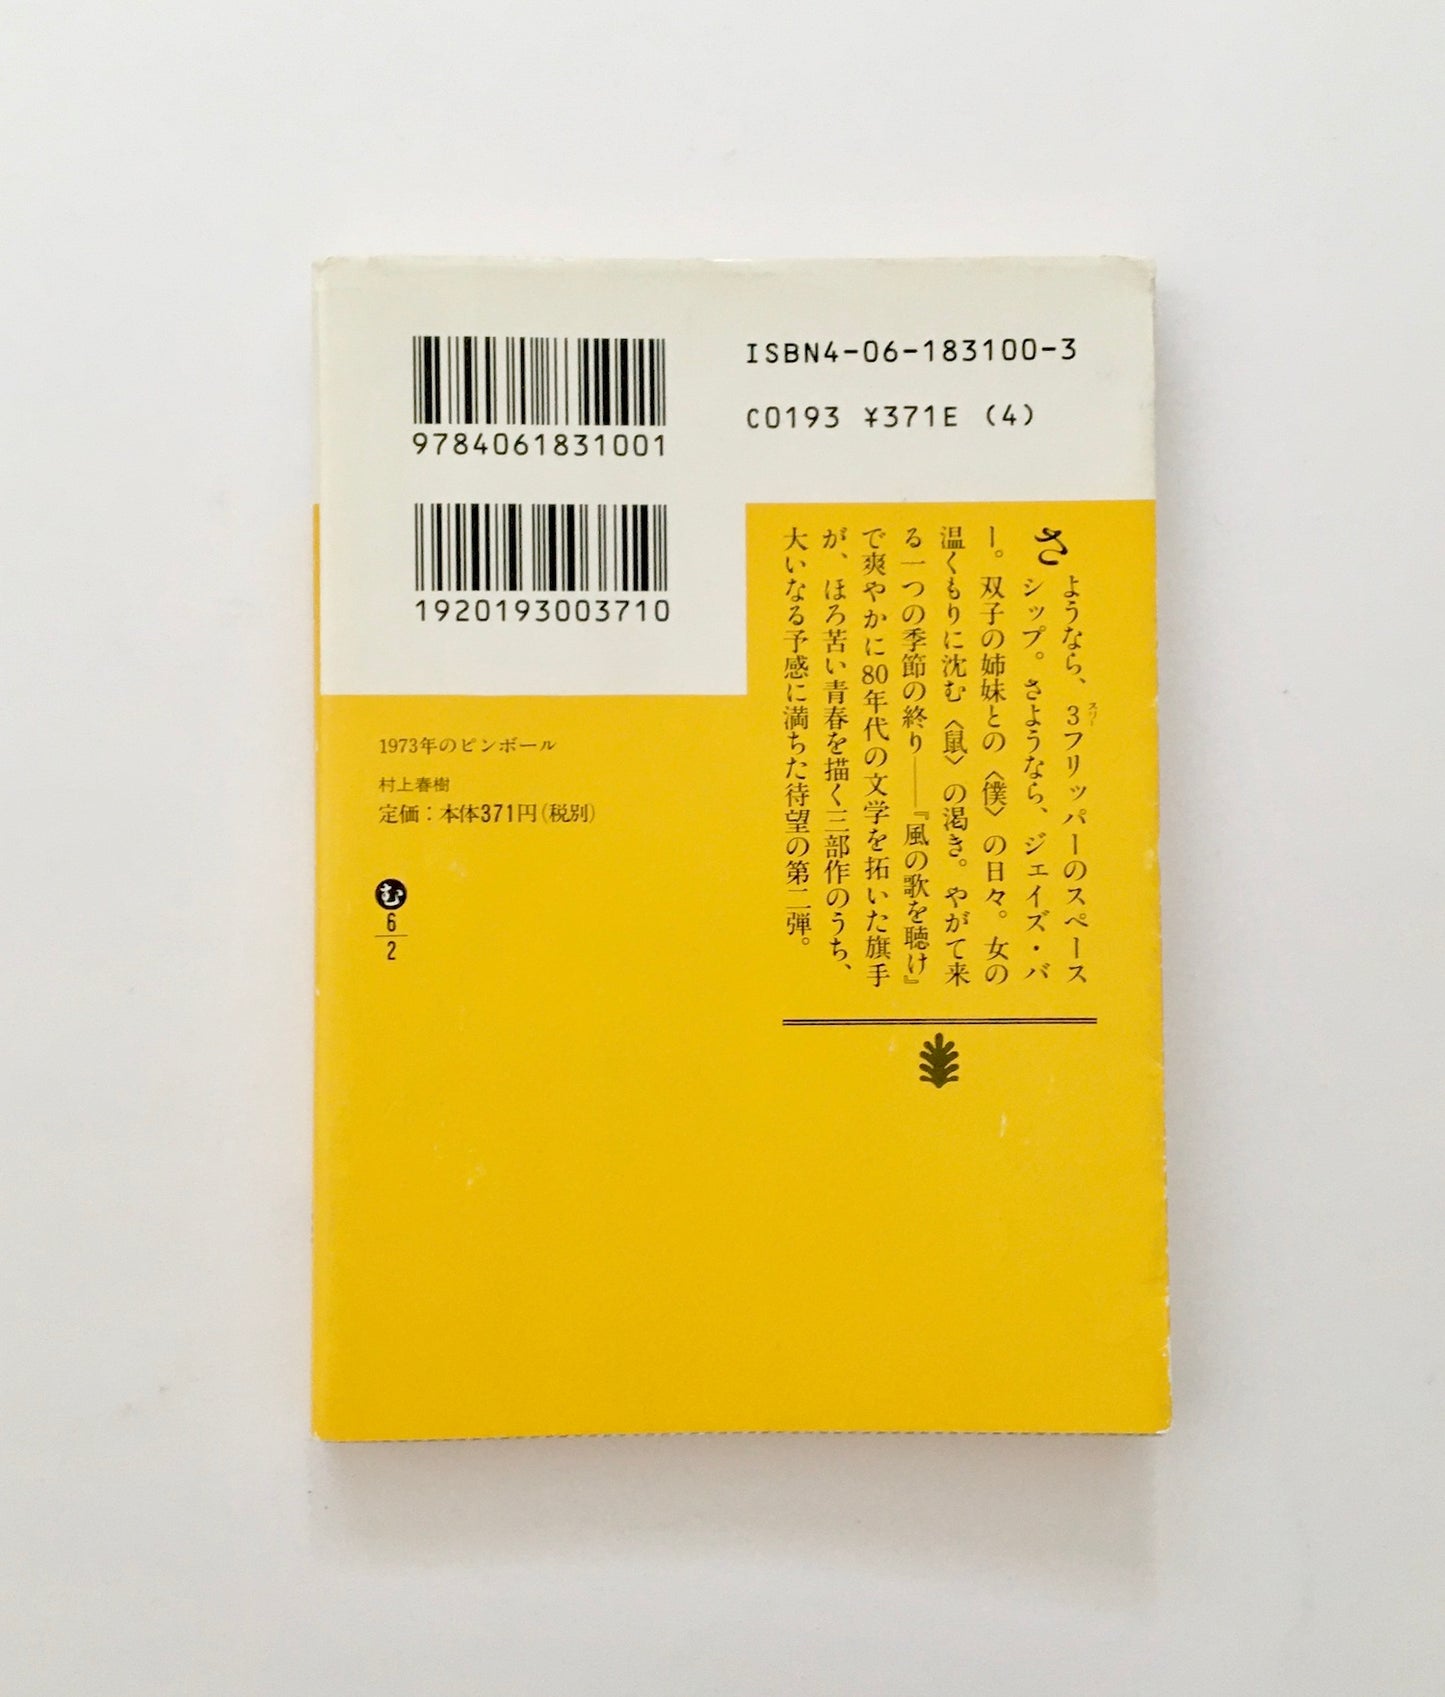 9784061831001
ISBN4-06-183100-3
C0193 ¥371E (4)
1920193003710
さようなら、3フリッパーのスペース
スリー
シップ。さようなら、ジェイズ・バ
ー。双子の姉妹との〈僕〉の日々。女の
温くもりに沈む〈鼠〉の渇き。やがて来
る一つの季節の終り——『風の歌を聴け』
で爽やかに80年代の文学を拓いた旗手
が、ほろ苦い青春を描く三部作のうち、
大いなる予感に満ちた待望の第二弾。
1973年のピンボール
村上春樹
定価：本体371円（税別）
む
6
2